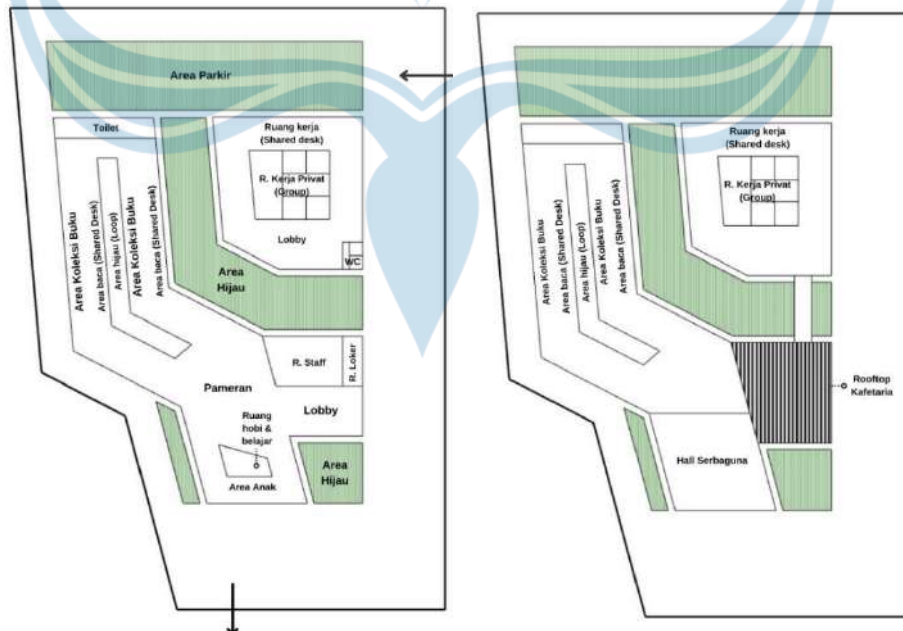 Area Parkir
Toilet
Ruang kerja
(Shared desk)
R. Kerja Privat
(Group)
Lobby
WC
Area Koleksi Buku
Area baca (Shared Desk)
Area hijau (Loop)
Area Koleksi Buku
Area baca (Shared Desk)
Area
Hijau
R. Staff
R. Loker
Pameran
Lobby
Ruang
hobi &
belajar
Area Anak
Area
Hijau
Ruang kerja
(Shared desk)
R. Kerja Privat
(Group)
Area Koleksi Buku
Area baca (Shared Desk)
Area hijau (Loop)
Area Koleksi Buku
Area baca (Shared Desk)
Rooftop
Kafetaria
Hall Serbaguna